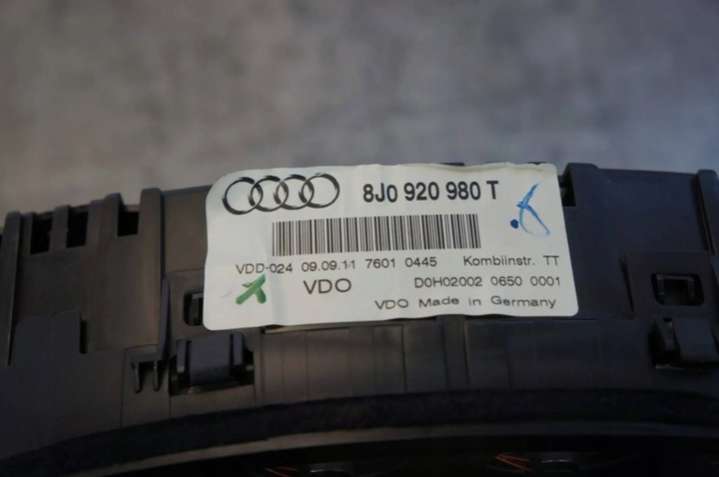 8J0 920 980 T
VDD-024 09.09.11 7601 0445 Kombiinstr. TT
VDO D0H02002 0650 0001
VDO Made in Germany